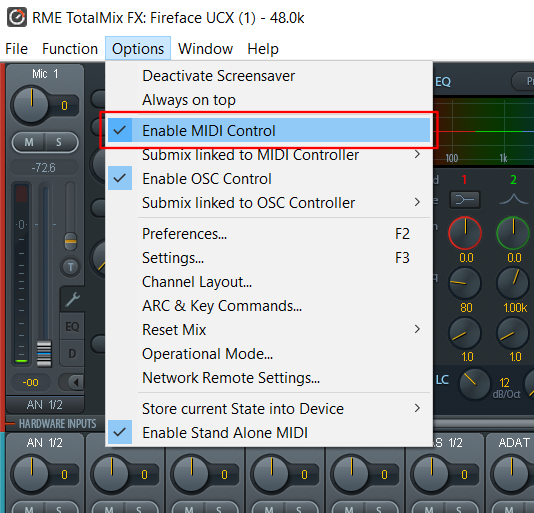 RME TotalMix FX: Fireface UCX (1) - 48.0k
File Function Options Window Help
Mic 1
0
M S
-72.6
0
T
EQ
D
-oo
AN 1/2
HARDWARE INPUTS
Deactivate Screensaver
Always on top
Enable MIDI Control
Submix linked to MIDI Controller
Enable OSC Control
Submix linked to OSC Controller
Preferences... F2
Settings... F3
Channel Layout...
ARC & Key Commands...
Reset Mix
Operational Mode...
Network Remote Settings...
Store current State into Device
Enable Stand Alone MIDI
EQ
100 1k
1 2
0.0 0.0
80 1.00k
1.0 1.0
LC 12
dB/Oct
AN 1/2 1/2 ADAT
0 0 0 0 0 0
M S M S M S M S M S M S M